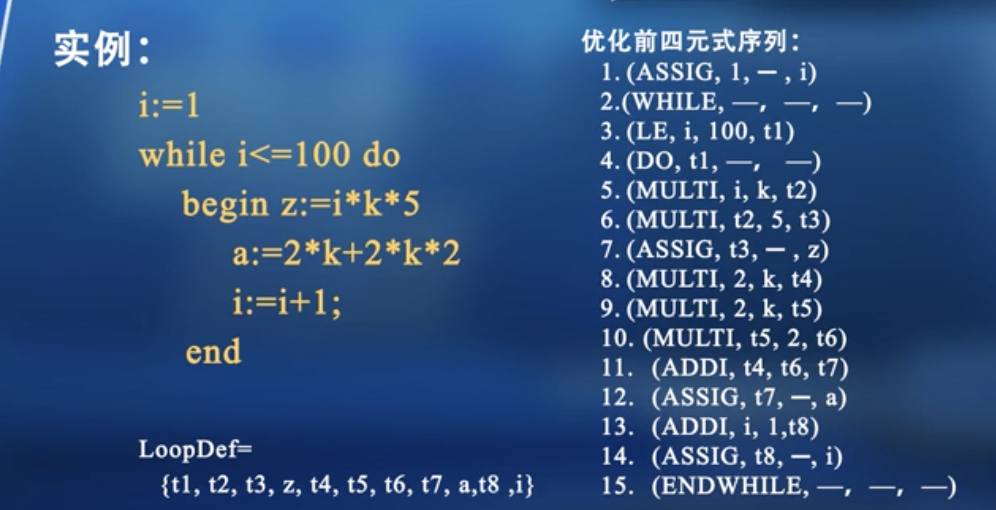 实例：
i:=1
while i<=100 do
begin z:=i*k*5
a:=2*k+2*k*2
i:=i+1;
end
LoopDef=
{t1, t2, t3, z, t4, t5, t6, t7, a,t8 ,i}
优化前四元式序列：
1. (ASSIG, 1, — , i)
2.(WHILE, —, —, —)
3. (LE, i, 100, t1)
4. (DO, t1, —, —)
5. (MULTI, i, k, t2)
6. (MULTI, t2, 5, t3)
7. (ASSIG, t3, — , z)
8. (MULTI, 2, k, t4)
9. (MULTI, 2, k, t5)
10. (MULTI, t5, 2, t6)
11. (ADDI, t4, t6, t7)
12. (ASSIG, t7, —, a)
13. (ADDI, i, 1,t8)
14. (ASSIG, t8, —, i)
15. (ENDWHILE, —, —, —)